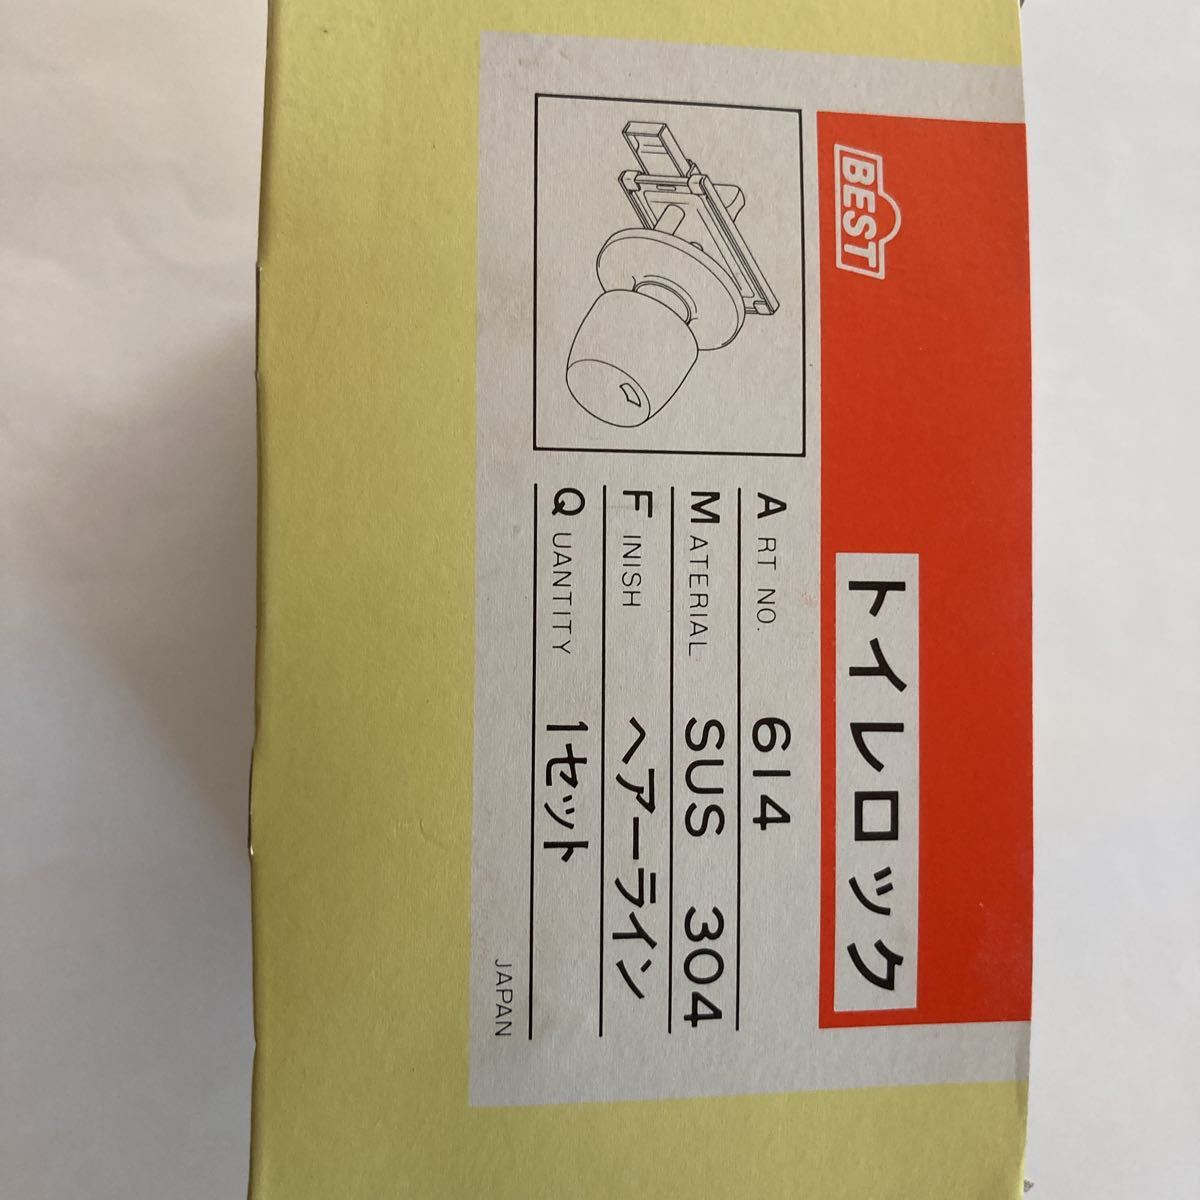 BEST
トイレロック
ART NO. 614
MATERIAL SUS 304
FINISH ヘアーライン
QUANTITY 1セット
JAPAN